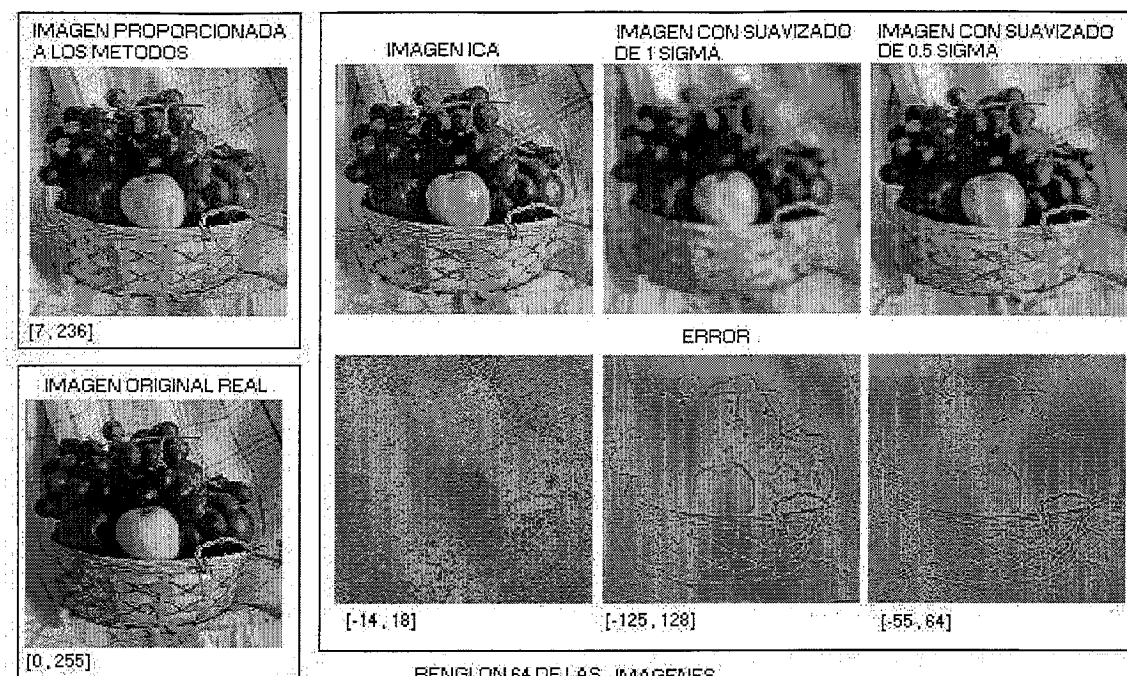 IMAGEN PROPORCIONADA
A LOS METODOS
[7, 236]
IMAGEN ORIGINAL REAL
[0, 255]
IMAGEN ICA
IMAGEN CON SUAVIZADO
DE 1 SIGMA
IMAGEN CON SUAVIZADO
DE 0.5 SIGMA
ERROR
[-14, 18]
[-125, 128]
[-55, 64]
RENGLON 64 DE LAS IMAGENES